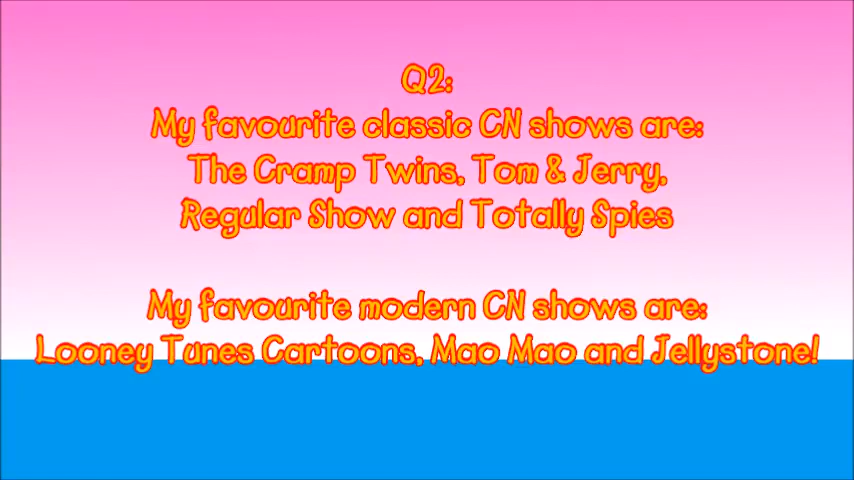 Q2:
My favourite classic CN shows are:
The Cramp Twins, Tom & Jerry,
Regular Show and Totally Spies
My favourite modern CN shows are:
Looney Tunes Cartoons, Mao Mao and Jellystone!